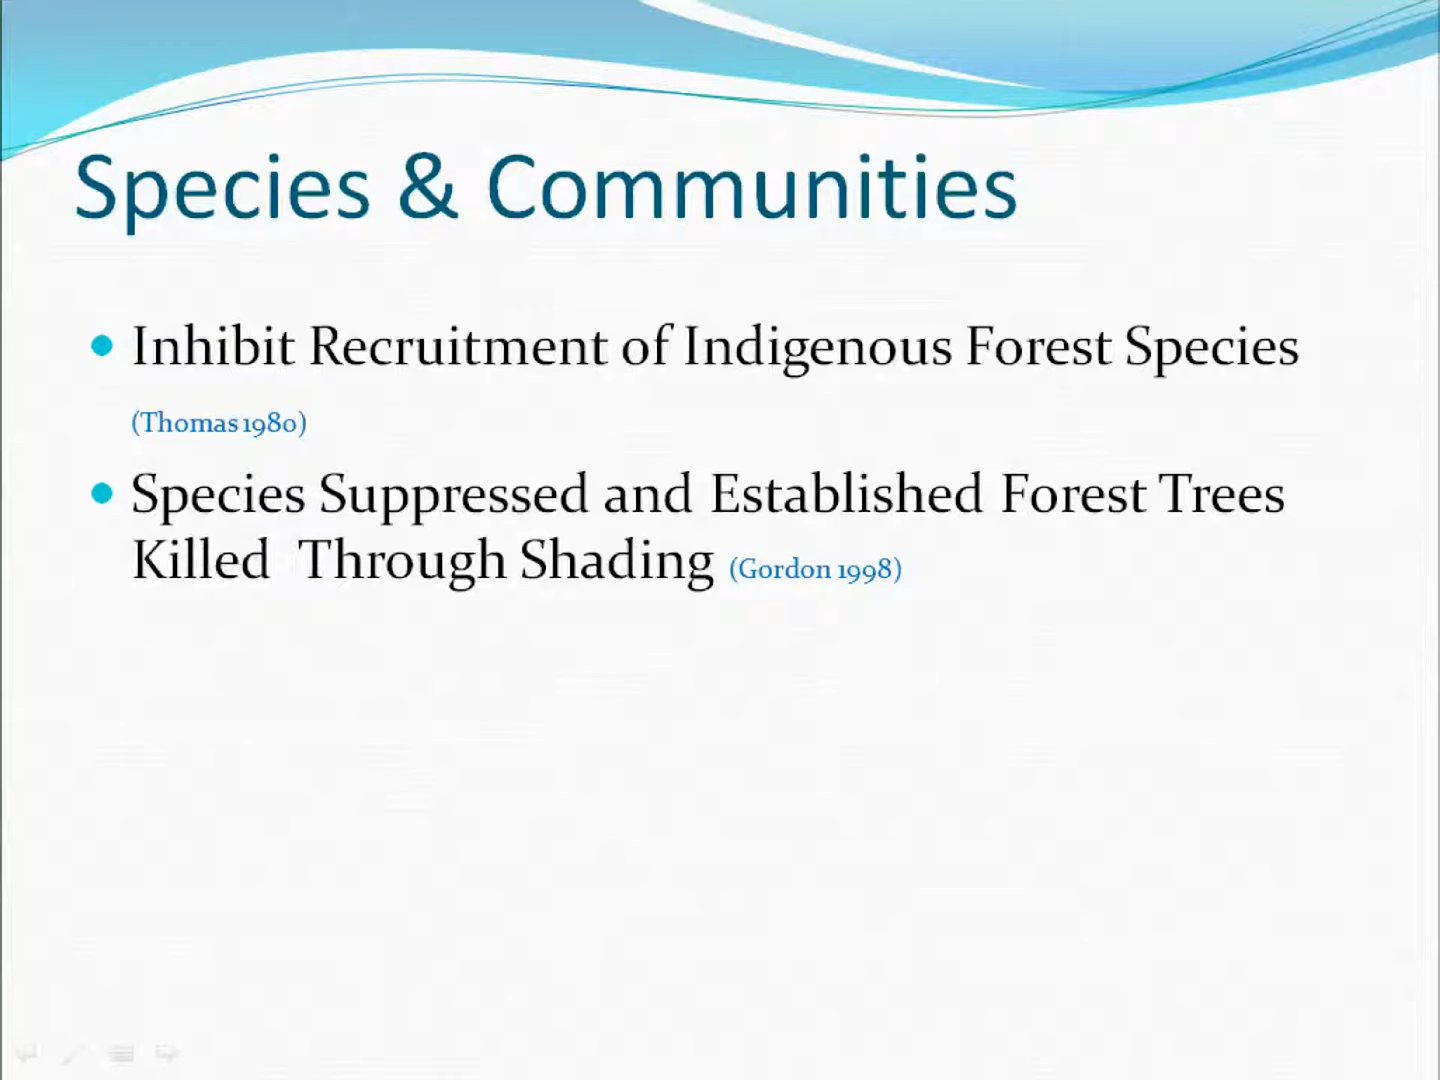 Species & Communities
Inhibit Recruitment of Indigenous Forest Species
(Thomas 1980)
Species Suppressed and Established Forest Trees
Killed Through Shading (Gordon 1998)